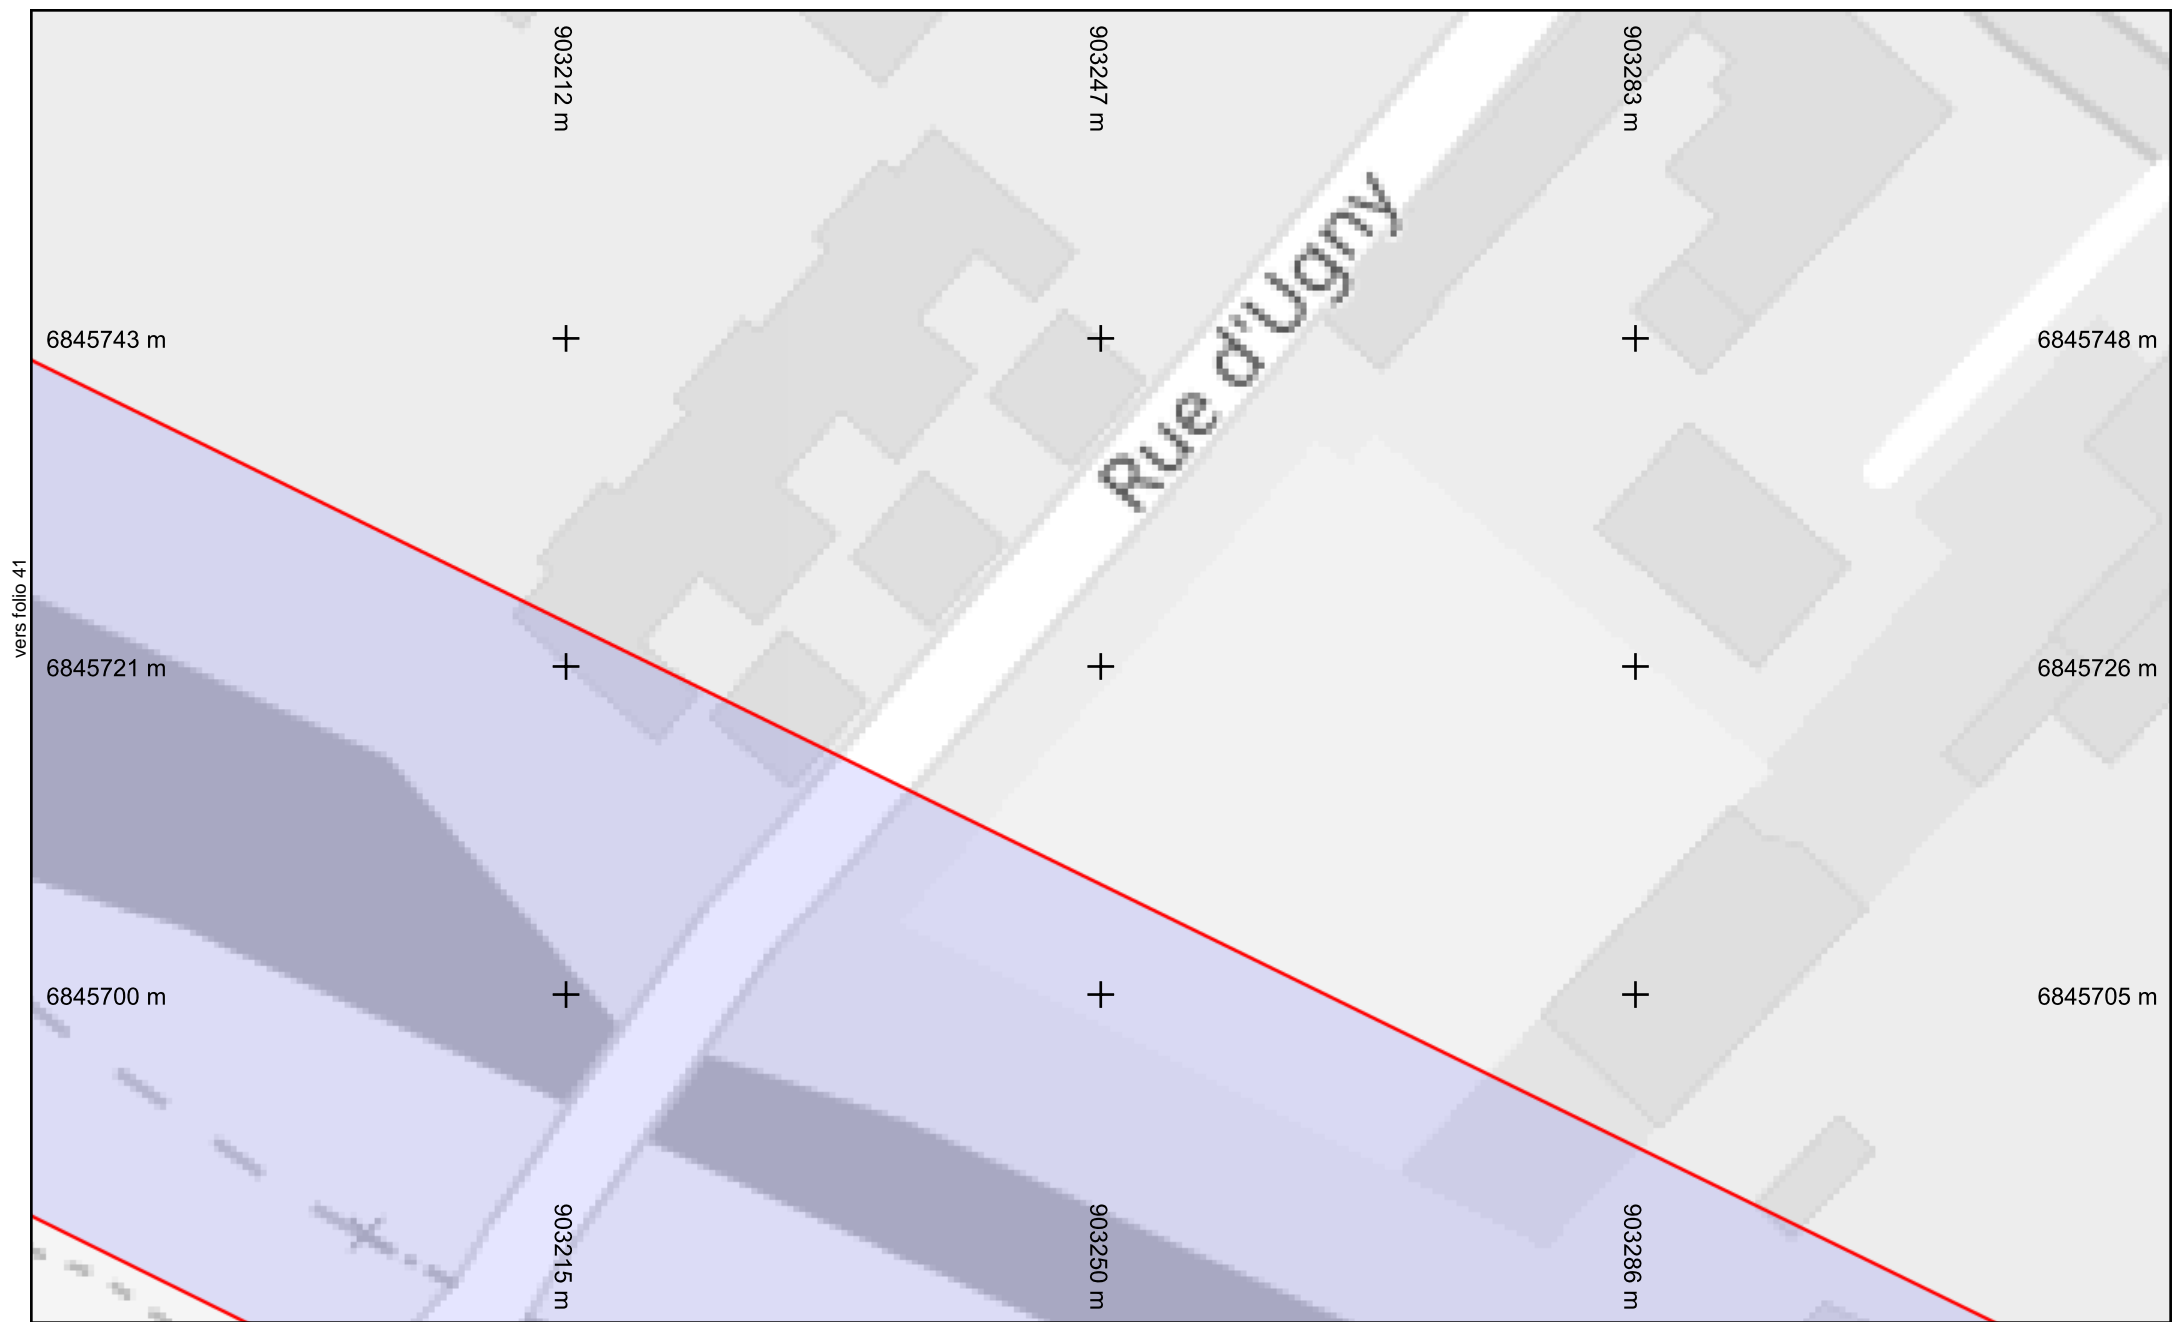 903212 m
903247 m
903283 m
Rue d'Ugny
6845743 m
6845748 m
vers folio 41
6845721 m
6845726 m
6845700 m
6845705 m
903215 m
903250 m
903286 m